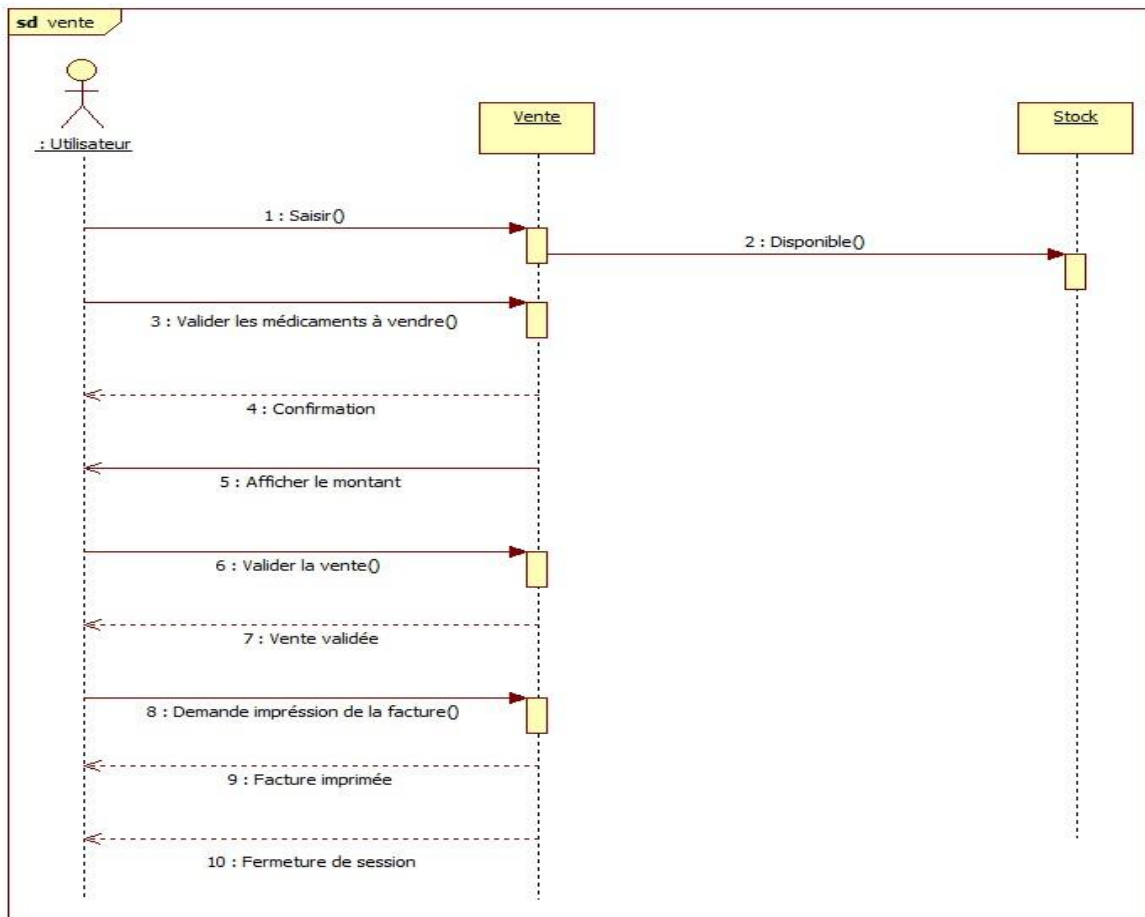 sd vente
: Utilisateur
Vente
Stock
1 : Saisir()
2 : Disponible()
3 : Valider les médicaments à vendre()
4 : Confirmation
5 : Afficher le montant
6 : Valider la vente()
7 : Vente validée
8 : Demande impréssion de la facture()
9 : Facture imprimée
10 : Fermeture de session